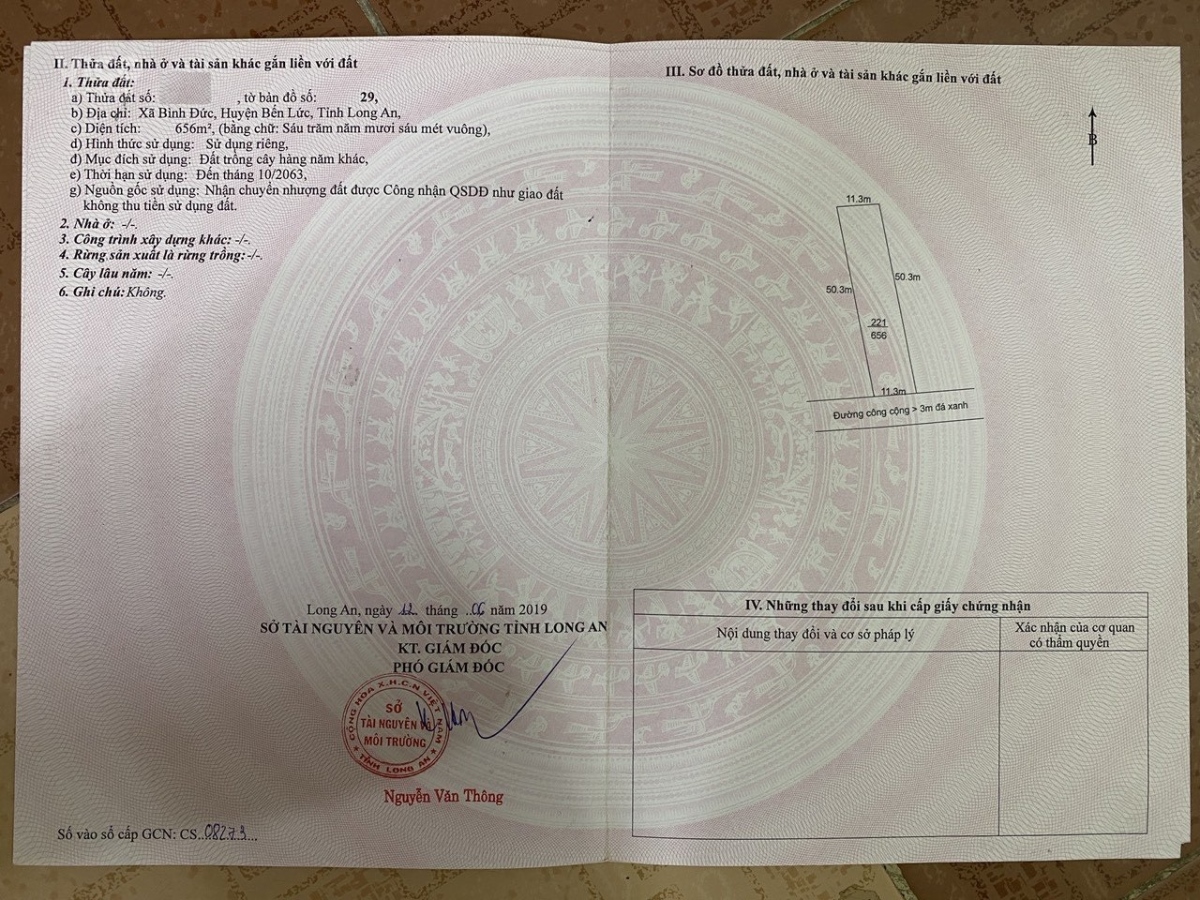 II. Thửa đất, nhà ở và tài sản khác gắn liền với đất
1. Thửa đất:
a) Thửa đất số: , tờ bản đồ số: 29,
b) Địa chỉ: Xã Bình Đức, Huyện Bến Lức, Tỉnh Long An,
c) Diện tích: 656m², (bằng chữ: Sáu trăm năm mươi sáu mét vuông),
d) Hình thức sử dụng: Sử dụng riêng,
đ) Mục đích sử dụng: Đất trồng cây hàng năm khác,
e) Thời hạn sử dụng: Đến tháng 10/2063,
g) Nguồn gốc sử dụng: Nhận chuyển nhượng đất được Công nhận QSDĐ như giao đất
không thu tiền sử dụng đất.
2. Nhà ở: -/-.
3. Công trình xây dựng khác: -/-.
4. Rừng sản xuất là rừng trồng: -/-.
5. Cây lâu năm: -/-.
6. Ghi chú: Không.
Long An, ngày 12 tháng 06 năm 2019
SỞ TÀI NGUYÊN VÀ MÔI TRƯỜNG TỈNH LONG AN
KT. GIÁM ĐỐC
PHÓ GIÁM ĐỐC
CỘNG HÒA X.H.C.N VIỆT NAM
SỞ
TÀI NGUYÊN VÀ
MÔI TRƯỜNG
TỈNH LONG AN
Nguyễn Văn Thông
Số vào sổ cấp GCN: CS..08273...
III. Sơ đồ thửa đất, nhà ở và tài sản khác gắn liền với đất
B
11.3m
50.3m
50.3m
221
656
11.3m
Đường công cộng > 3m đá xanh
IV. Những thay đổi sau khi cấp giấy chứng nhận
Nội dung thay đổi và cơ sở pháp lý
Xác nhận của cơ quan
có thẩm quyền